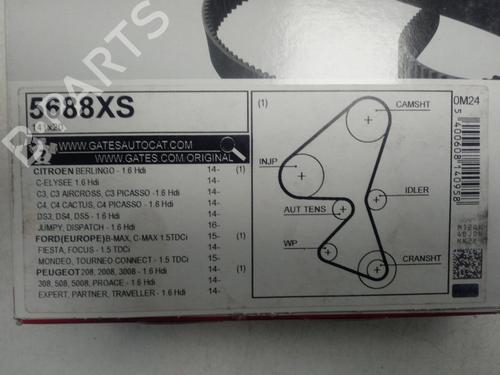 5688XS
141x25
WWW.GATESAUTOCAT.COM
WWW.GATES.COM/ORIGINAL
CITROEN BERLINGO - 1.6 Hdi 14- (1)
C-ELYSEE - 1.6 Hdi 14-
C3, C3 AIRCROSS, C3 PICASSO - 1.6 Hdi 14-
C4, C4 CACTUS, C4 PICASSO - 1.6 Hdi 14-
DS3, DS4, DS5 - 1.6 Hdi 14-
JUMPY, DISPATCH - 1.6 Hdi 16-
FORD(EUROPE) B-MAX, C-MAX 1.5TDCi 15- (1)
FIESTA, FOCUS - 1.5 TDCi
MONDEO, TOURNEO CONNECT - 1.5TDCi 15-
PEUGEOT 208, 2008, 3008 - 1.6 Hdi 14- (1)
308, 508, 5008, PROACE - 1.6 Hdi 14-
EXPERT, PARTNER, TRAVELLER - 1.6 Hdi 14-
(1)
CAMSHT
INJP
IDLER
AUT TENS
WP
CRANSHT
0M24
5400608140958
B PARTS